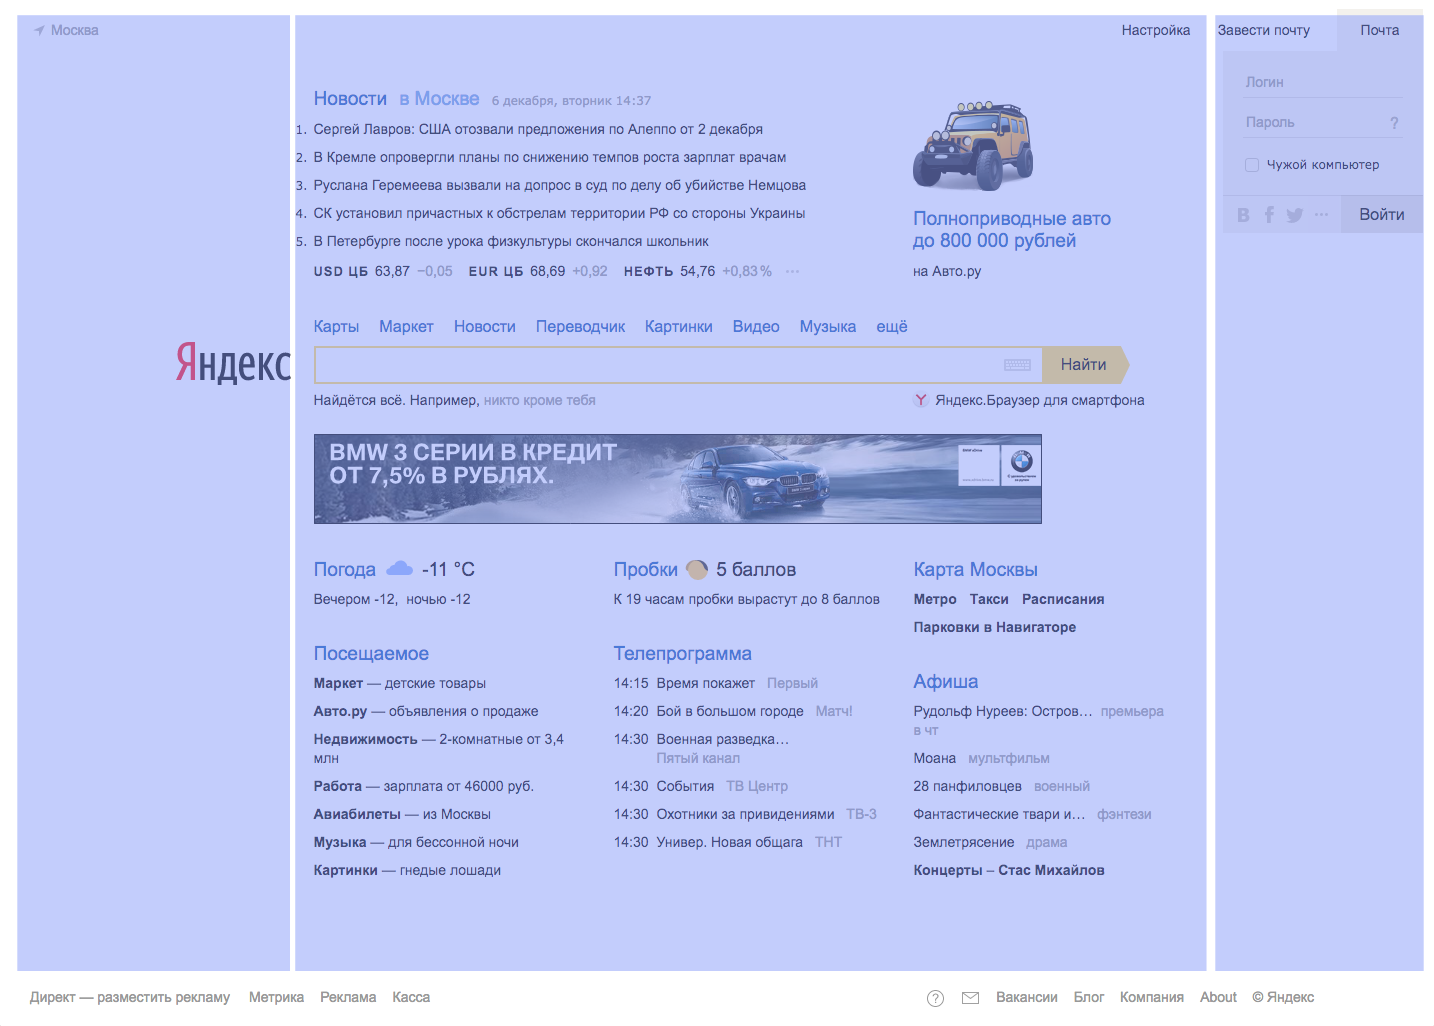 Москва
Настройка
Завести почту
Почта
Логин
Пароль
?
Чужой компьютер
Войти
Новости в Москве 6 декабря, вторник 14:37
1. Сергей Лавров: США отозвали предложения по Алеппо от 2 декабря
2. В Кремле опровергли планы по снижению темпов роста зарплат врачам
3. Руслана Геремеева вызвали на допрос в суд по делу об убийстве Немцова
4. СК установил причастных к обстрелам территории РФ со стороны Украины
5. В Петербурге после урока физкультуры скончался школьник
USD ЦБ 63,87 −0,05 EUR ЦБ 68,69 +0,92 НЕФТЬ 54,76 +0,83 % ···
Полноприводные авто
до 800 000 рублей
на Авто.ру
Карты Маркет Новости Переводчик Картинки Видео Музыка ещё
Яндекс
Найти
Найдётся всё. Например, никто кроме тебя
Яндекс.Браузер для смартфона
BMW 3 СЕРИИ В КРЕДИТ
ОТ 7,5% В РУБЛЯХ.
Погода -11 °C
Вечером -12, ночью -12
Пробки 5 баллов
К 19 часам пробки вырастут до 8 баллов
Карта Москвы
Метро Такси Расписания
Парковки в Навигаторе
Посещаемое
Маркет — детские товары
Авто.ру — объявления о продаже
Недвижимость — 2-комнатные от 3,4
млн
Работа — зарплата от 46000 руб.
Авиабилеты — из Москвы
Музыка — для бессонной ночи
Картинки — гнедые лошади
Телепрограмма
14:15 Время покажет Первый
14:20 Бой в большом городе Матч!
14:30 Военная разведка…
Пятый канал
14:30 События ТВ Центр
14:30 Охотники за привидениями ТВ-3
14:30 Универ. Новая общага ТНТ
Афиша
Рудольф Нуреев: Остров… премьера
в чт
Моана мультфильм
28 панфиловцев военный
Фантастические твари и… фэнтези
Землетрясение драма
Концерты – Стас Михайлов
Директ — разместить рекламу Метрика Реклама Касса
? Вакансии Блог Компания About © Яндекс